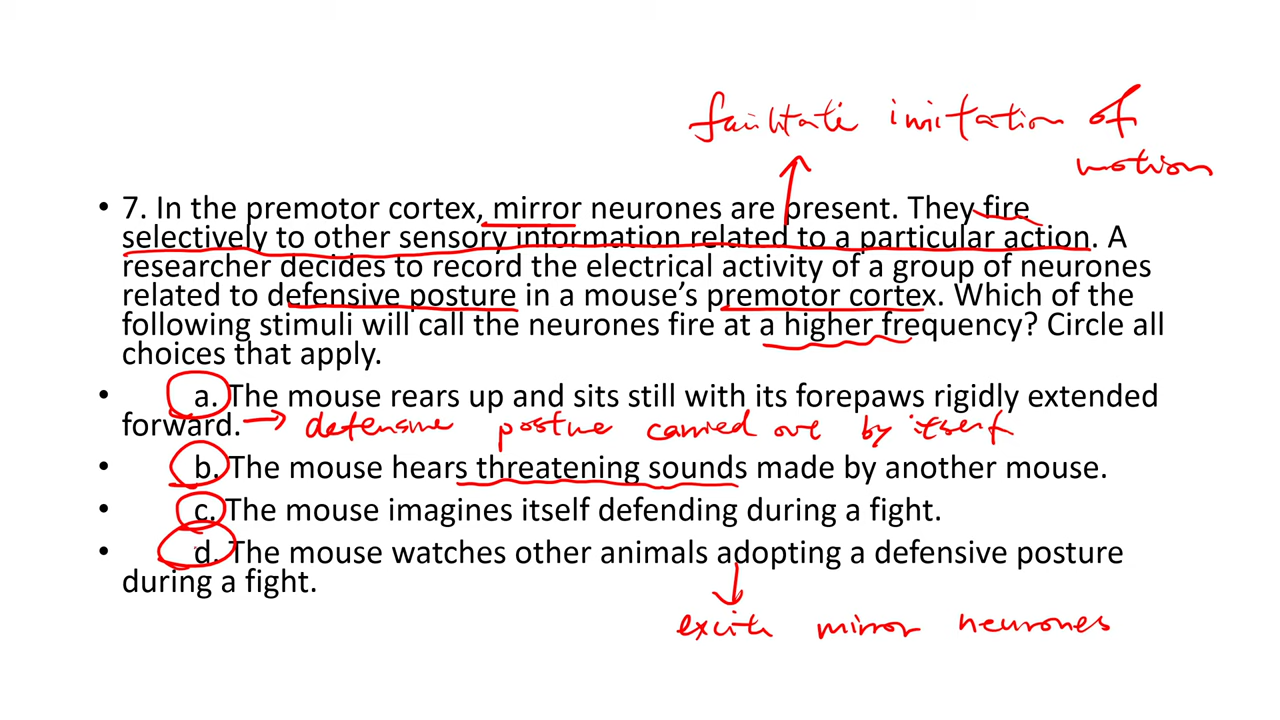 facilitate imitation of
motion
• 7. In the premotor cortex, mirror neurones are present. They fire
selectively to other sensory information related to a particular action. A
researcher decides to record the electrical activity of a group of neurones
related to defensive posture in a mouse's premotor cortex. Which of the
following stimuli will call the neurones fire at a higher frequency? Circle all
choices that apply.
• a. The mouse rears up and sits still with its forepaws rigidly extended
forward. → defensive posture carried out by itself
• b. The mouse hears threatening sounds made by another mouse.
• c. The mouse imagines itself defending during a fight.
• d. The mouse watches other animals adopting a defensive posture
during a fight.
excite mirror neurones